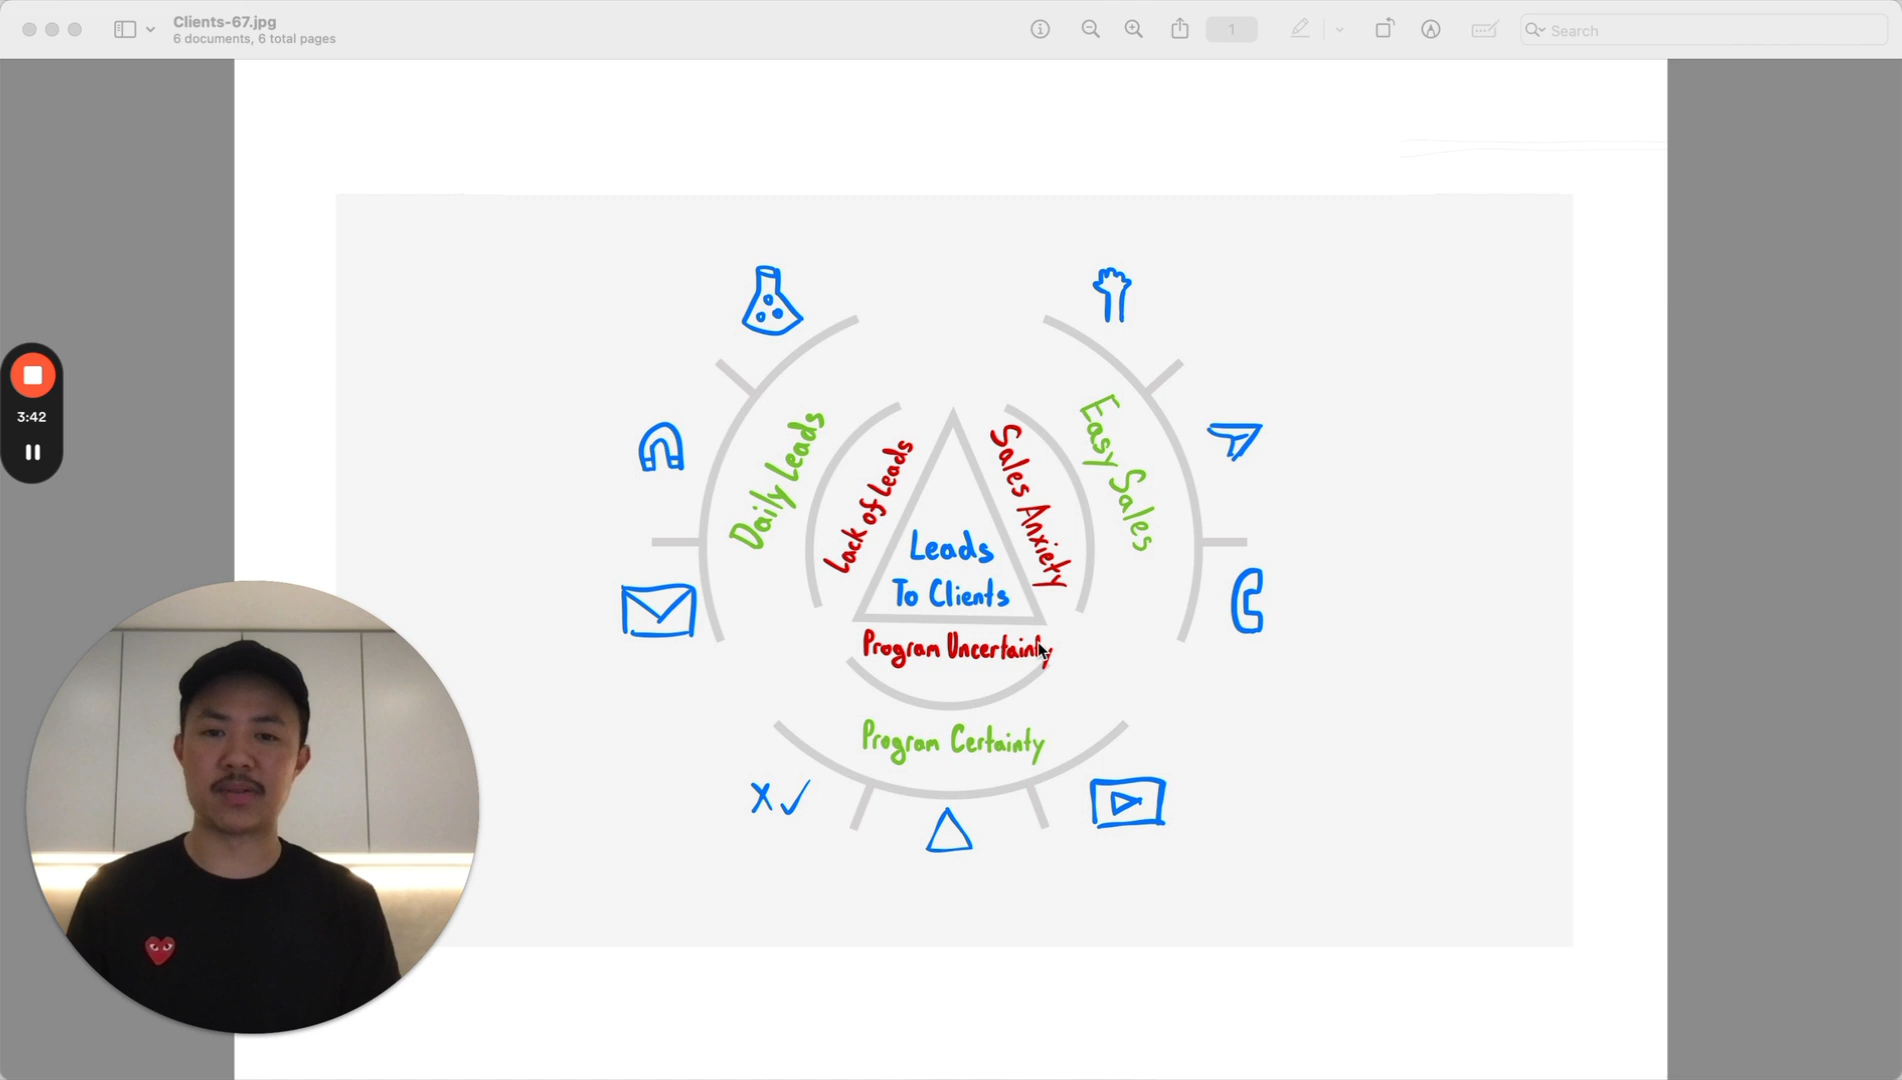 Clients-67.jpg
6 documents, 6 total pages
1
Search
3:42
Daily Leads
Lack of Leads
Sales Anxiety
Easy Sales
Leads
To Clients
Program Uncertainty
Program Certainty
X✓